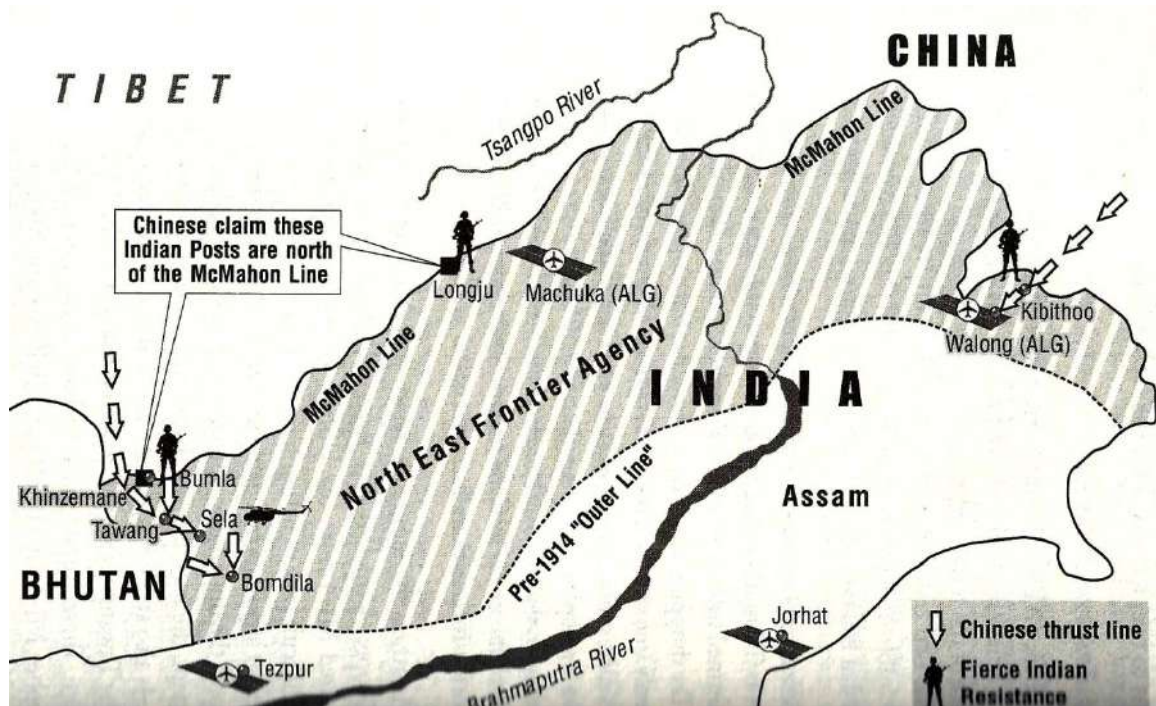 CHINA
TIBET
Tsangpo River
McMahon Line
Chinese claim these
Indian Posts are north
of the McMahon Line
Longju
Machuka (ALG)
Kibithoo
Walong (ALG)
McMahon Line
North East Frontier Agency
INDIA
Khinzemane
Bumla
Tawang
Sela
Pre-1914 "Outer Line"
Assam
BHUTAN
Bomdila
Jorhat
Tezpur
Brahmaputra River
Chinese thrust line
Fierce Indian
Resistance